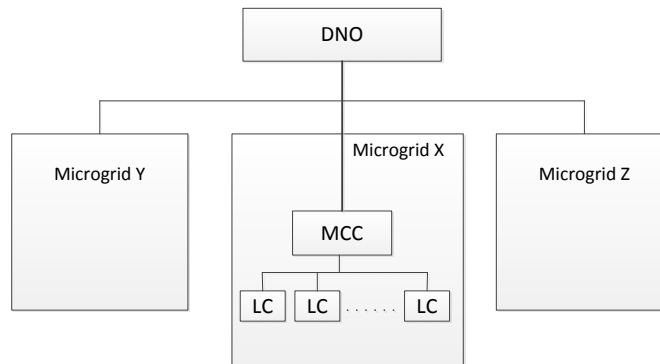 DNO
Microgrid Y
Microgrid X
Microgrid Z
MCC
LC LC . . . . . . LC